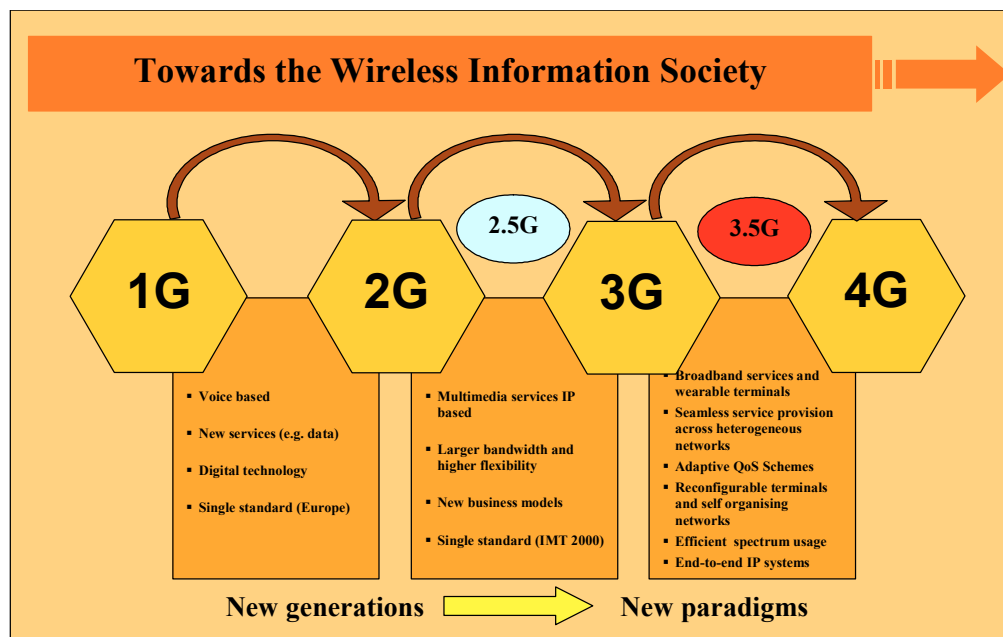 Towards the Wireless Information Society
2.5G
3.5G
1G
2G
3G
4G
▪ Voice based
▪ New services (e.g. data)
▪ Digital technology
▪ Single standard (Europe)
▪ Multimedia services IP
based
▪ Larger bandwidth and
higher flexibility
▪ New business models
▪ Single standard (IMT 2000)
▪ Broadband services and
wearable terminals
▪ Seamless service provision
across heterogeneous
networks
▪ Adaptive QoS Schemes
▪ Reconfigurable terminals
and self organising
networks
▪ Efficient spectrum usage
▪ End-to-end IP systems
New generations
New paradigms